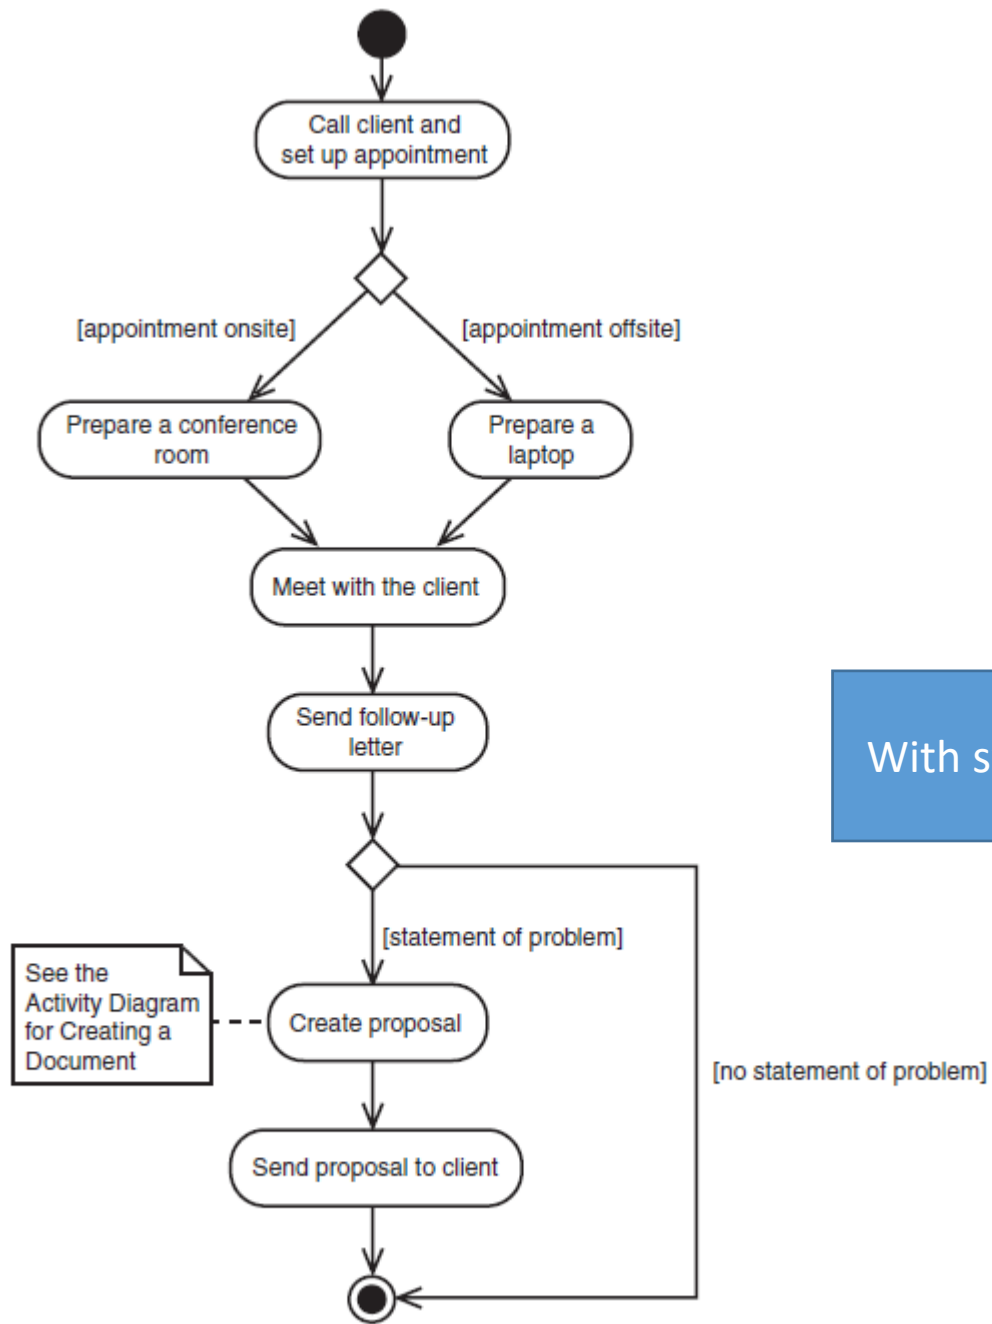 Call client and
set up appointment
[appointment onsite]
[appointment offsite]
Prepare a conference
room
Prepare a
laptop
Meet with the client
Send follow-up
letter
With s
[statement of problem]
See the
Activity Diagram
for Creating a
Document
Create proposal
[no statement of problem]
Send proposal to client